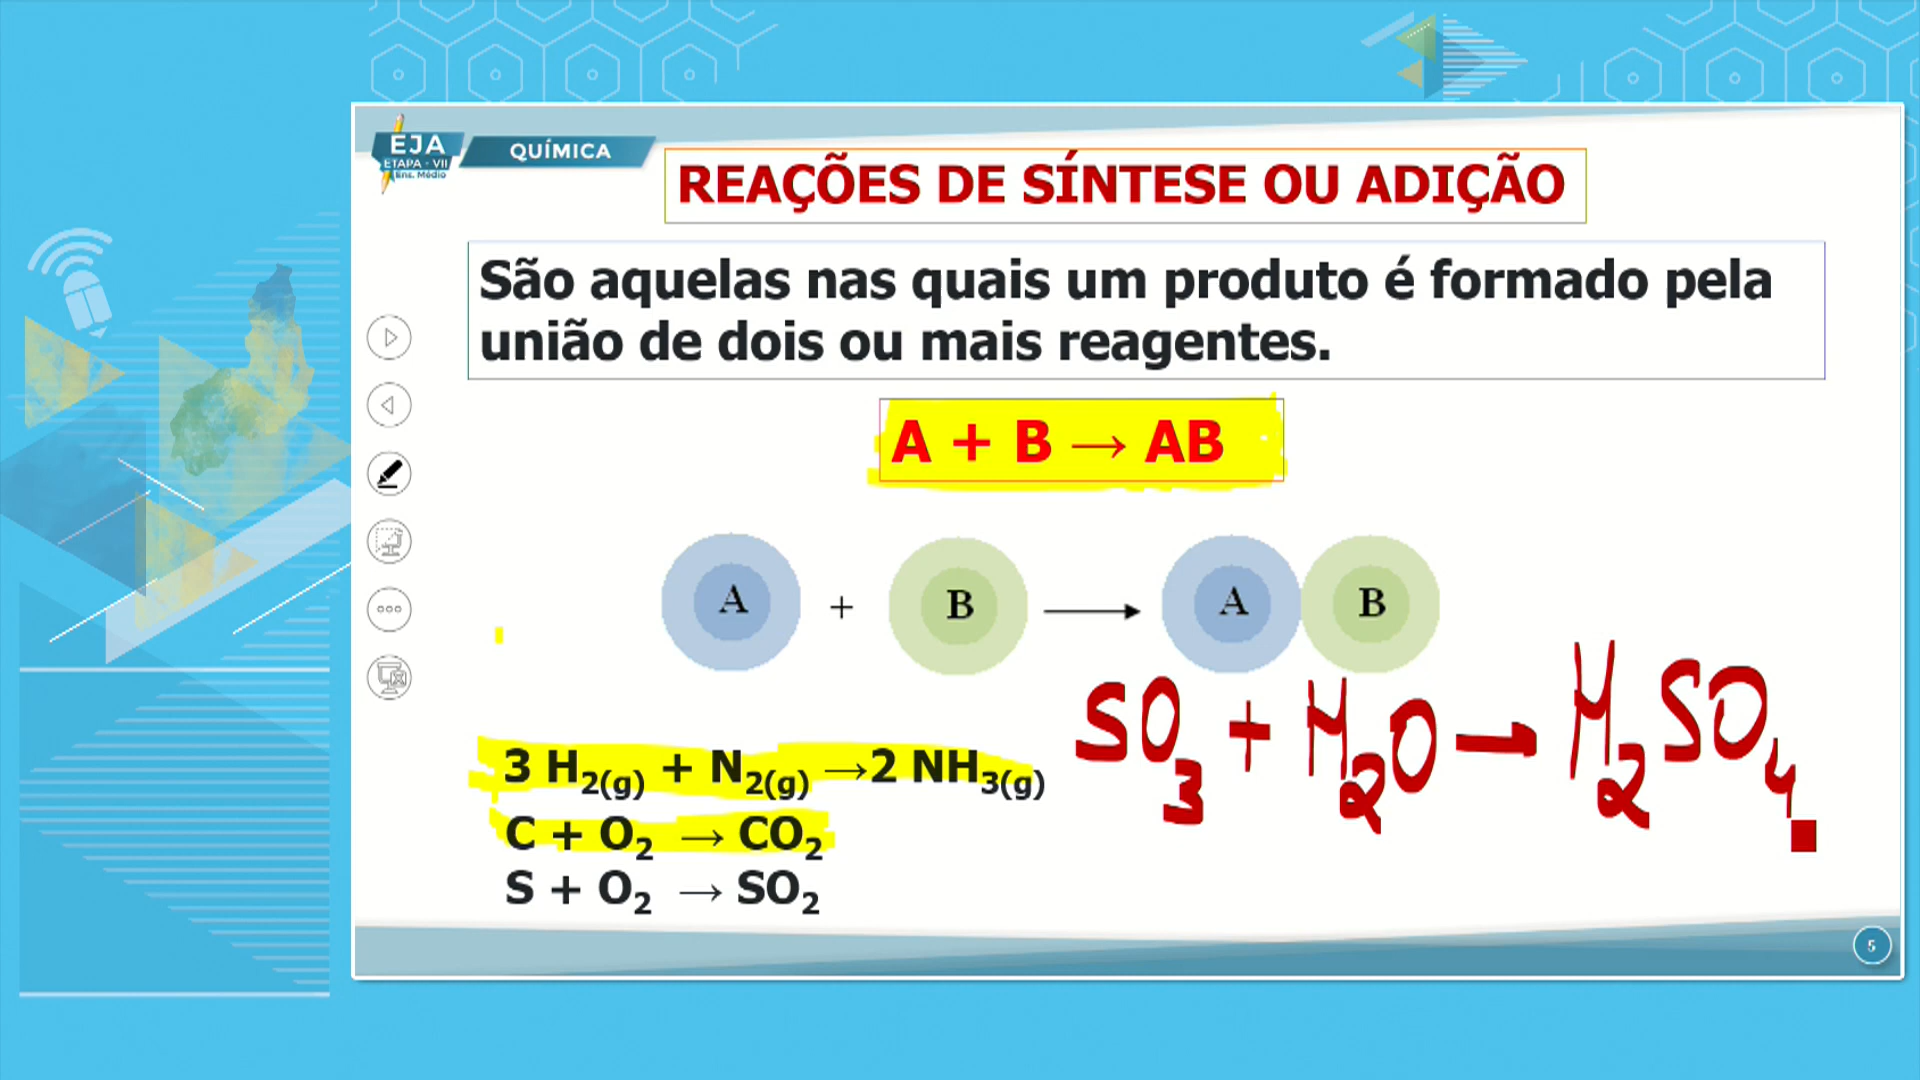 EJA
ETAPA - VII
Ens. Médio
QUÍMICA
REAÇÕES DE SÍNTESE OU ADIÇÃO
São aquelas nas quais um produto é formado pela
união de dois ou mais reagentes.
A + B → AB
A + B → A B
SO₃ + H₂O → H₂SO₄
3 H₂(g) + N₂(g) → 2 NH₃(g)
C + O₂ → CO₂
S + O₂ → SO₂
5